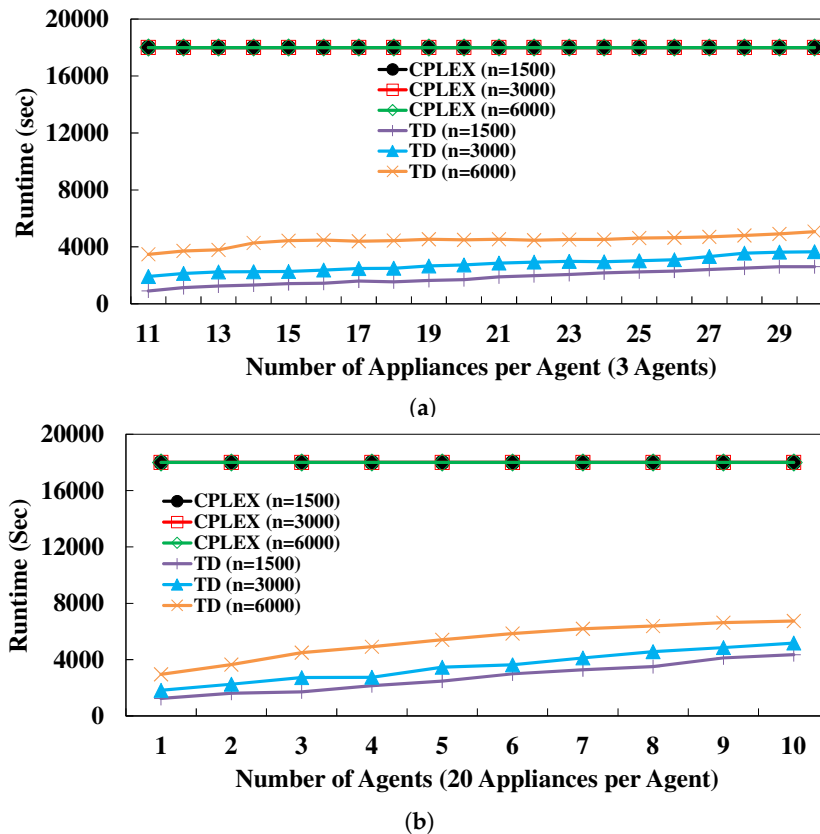 20000
16000
12000
8000
4000
0
Runtime (sec)
CPLEX (n=1500)
CPLEX (n=3000)
CPLEX (n=6000)
TD (n=1500)
TD (n=3000)
TD (n=6000)
11 13 15 17 19 21 23 25 27 29
Number of Appliances per Agent (3 Agents)
(a)
20000
16000
12000
8000
4000
0
Runtime (Sec)
CPLEX (n=1500)
CPLEX (n=3000)
CPLEX (n=6000)
TD (n=1500)
TD (n=3000)
TD (n=6000)
1 2 3 4 5 6 7 8 9 10
Number of Agents (20 Appliances per Agent)
(b)